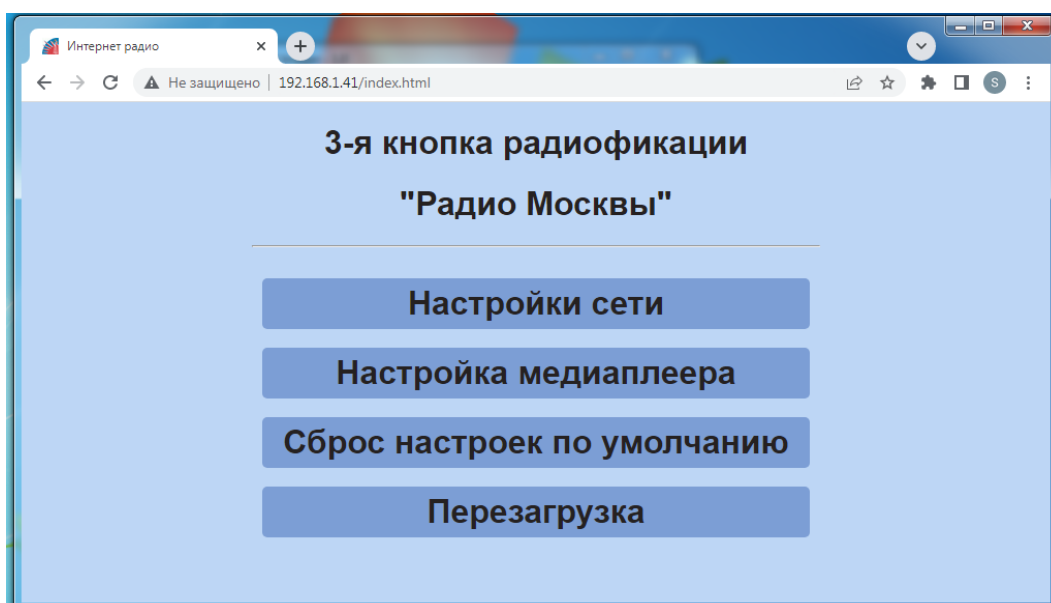 Интернет радио
Не защищено | 192.168.1.41/index.html
S
3-я кнопка радиофикации
"Радио Москвы"
Настройки сети
Настройка медиаплеера
Сброс настроек по умолчанию
Перезагрузка